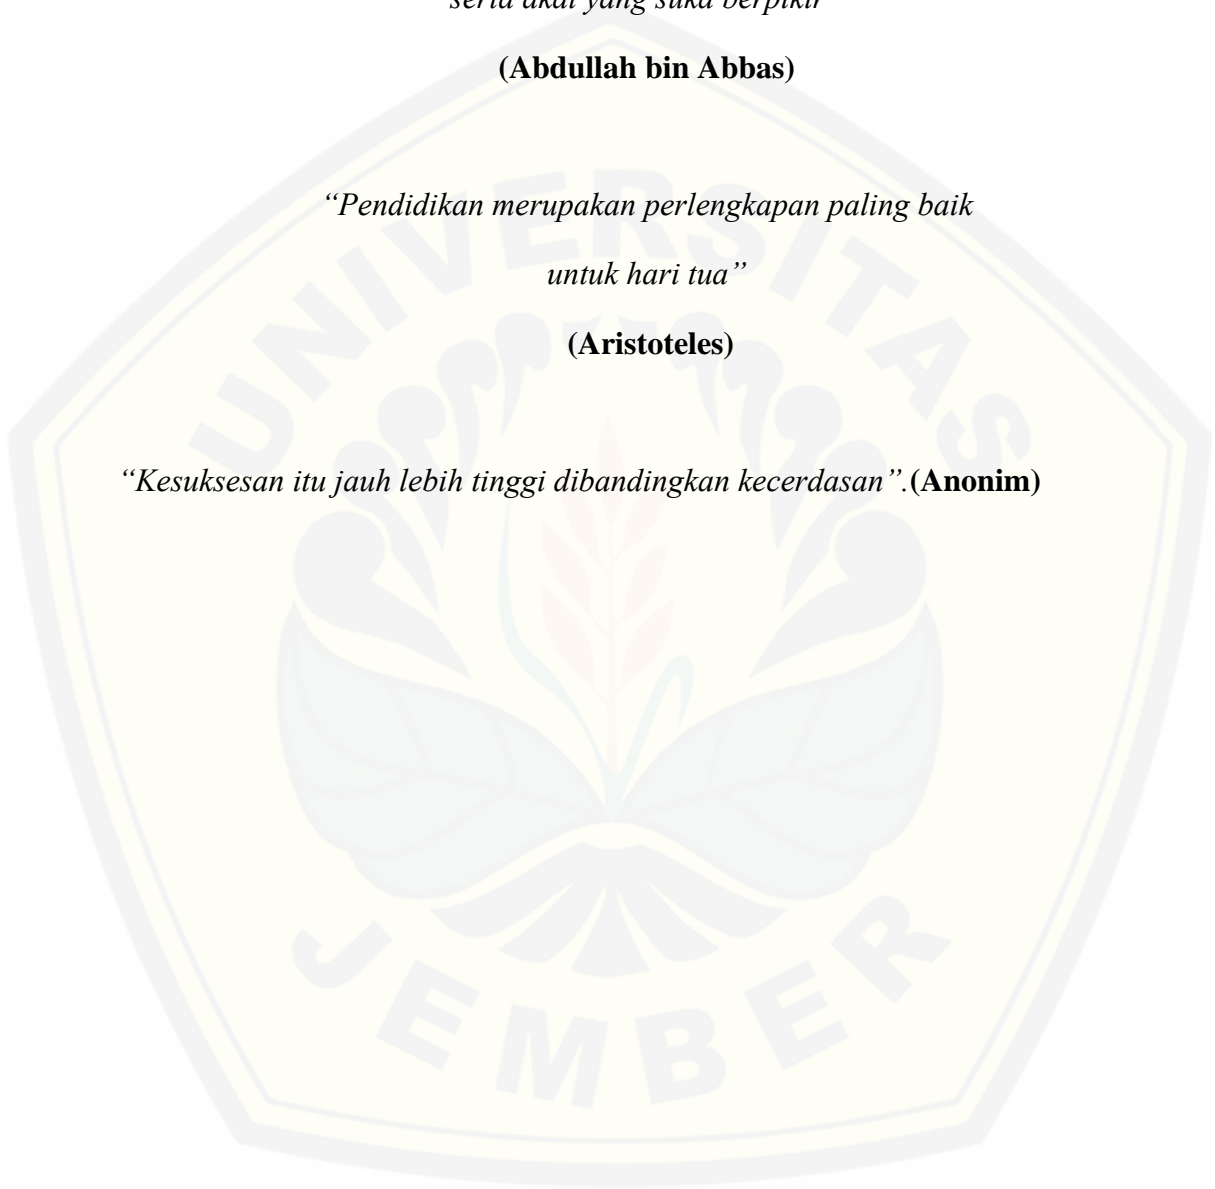 serta akal yang suka berpikir
(Abdullah bin Abbas)
“Pendidikan merupakan perlengkapan paling baik
untuk hari tua”
(Aristoteles)
“Kesuksesan itu jauh lebih tinggi dibandingkan kecerdasan”.(Anonim)
UNIVERSITAS
JEMBER